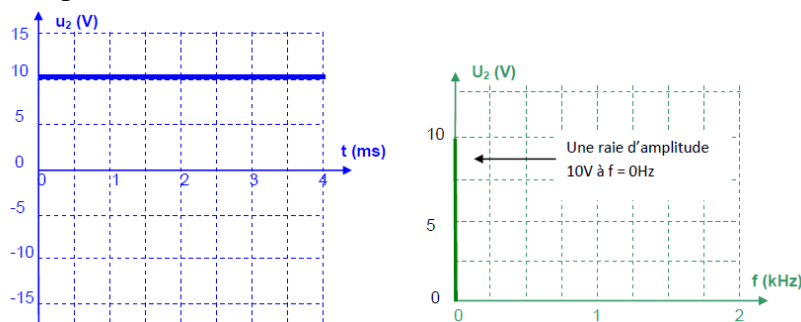 u₂ (V)
15
10
5
0
-5
-10
-15
t (ms)
0 1 2 3 4
U₂ (V)
10
5
0
Une raie d’amplitude
10V à f = 0Hz
f (kHz)
0 1 2